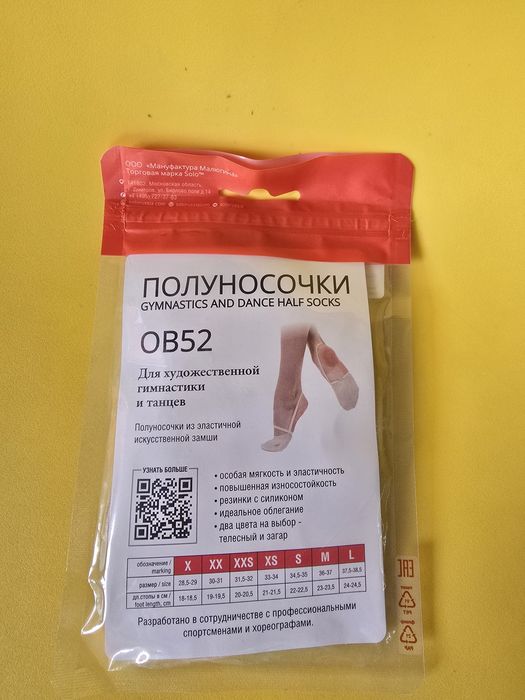 ООО «Мануфактура Малюгина»
Торговая марка Solo™
Московская область,
ПОЛУНОСОЧКИ
GYMNASTICS AND DANCE HALF SOCKS
OB52
Для художественной
гимнастики
и танцев
Полуносочки из эластичной
искусственной замши
УЗНАТЬ БОЛЬШЕ
• особая мягкость и эластичность
• повышенная износостойкость
• резинки с силиконом
• идеальное облегание
• два цвета на выбор -
телесный и загар
обозначение / marking X XX XXS XS S M L
размер / size 28,5-29 30-31 31,5-32 33-34 34,5-35 36-37 37,5-38,5
дл.стопы в см / foot length, cm 18-18,5 19-19,5 20-20,5 21-21,5 22-22,5 23-23,5 24-24,5
Разработано в сотрудничестве с профессиональными
спортсменами и хореографами.
EAC